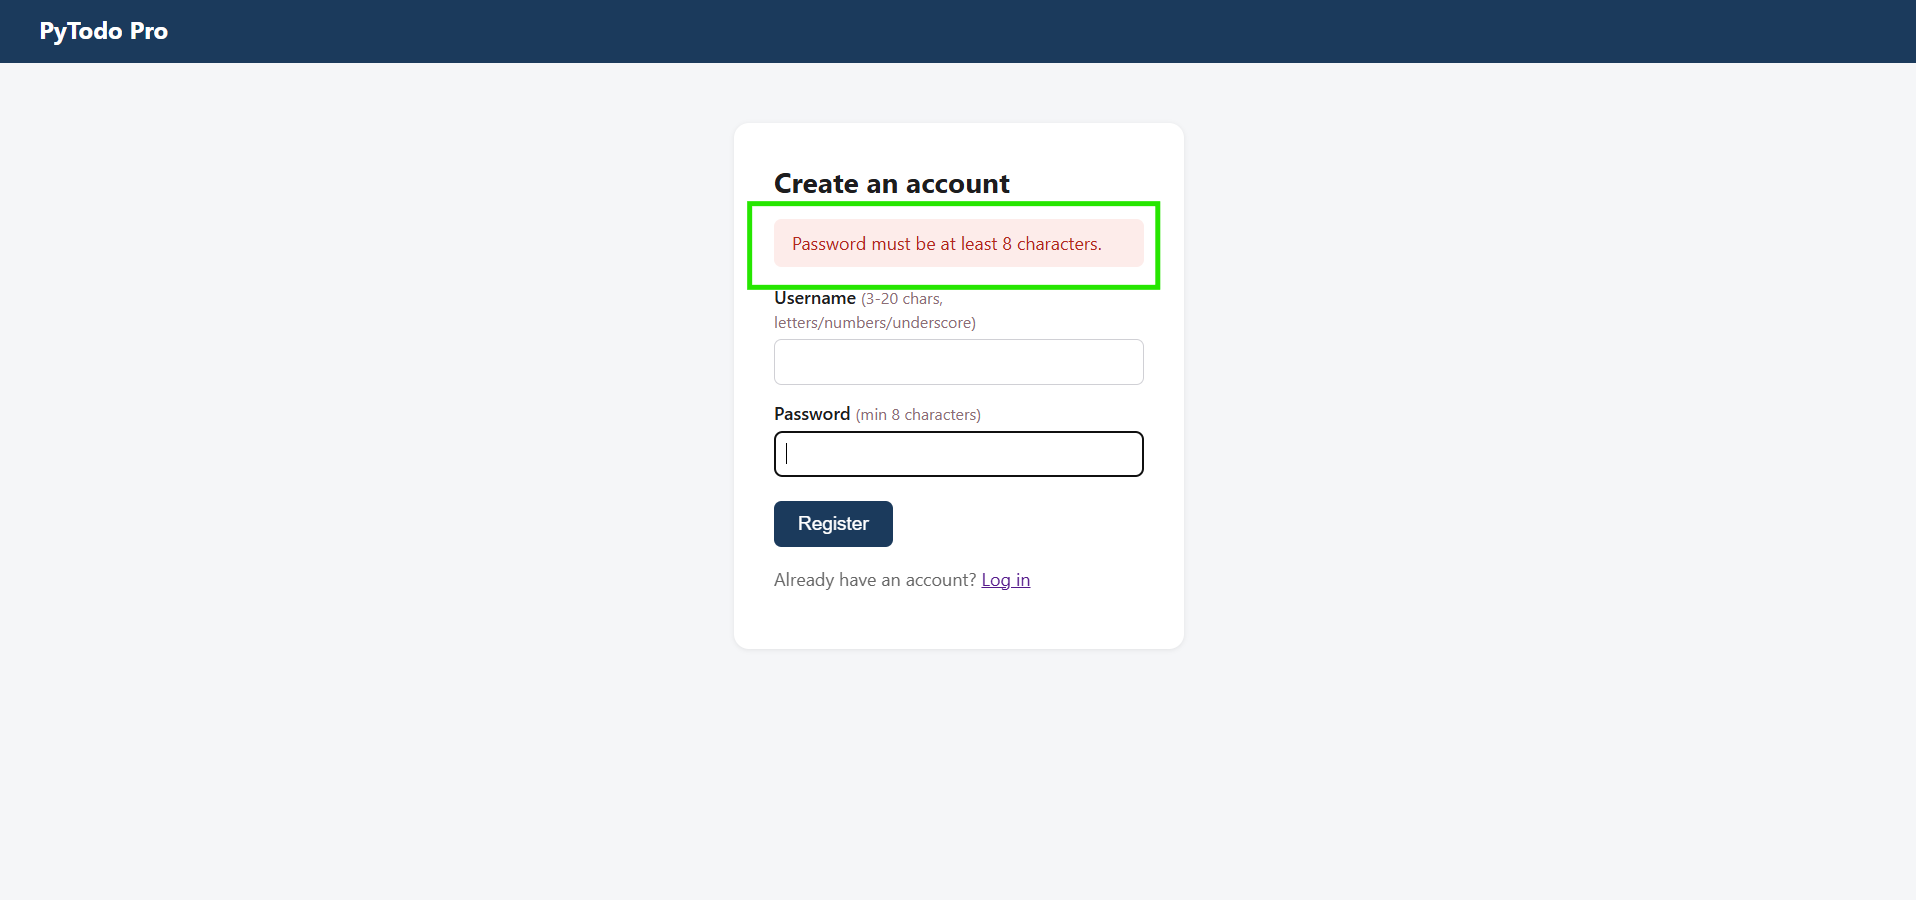 PyTodo Pro
Create an account
Password must be at least 8 characters.
Username (3-20 chars,
letters/numbers/underscore)
Password (min 8 characters)
Register
Already have an account? Log in